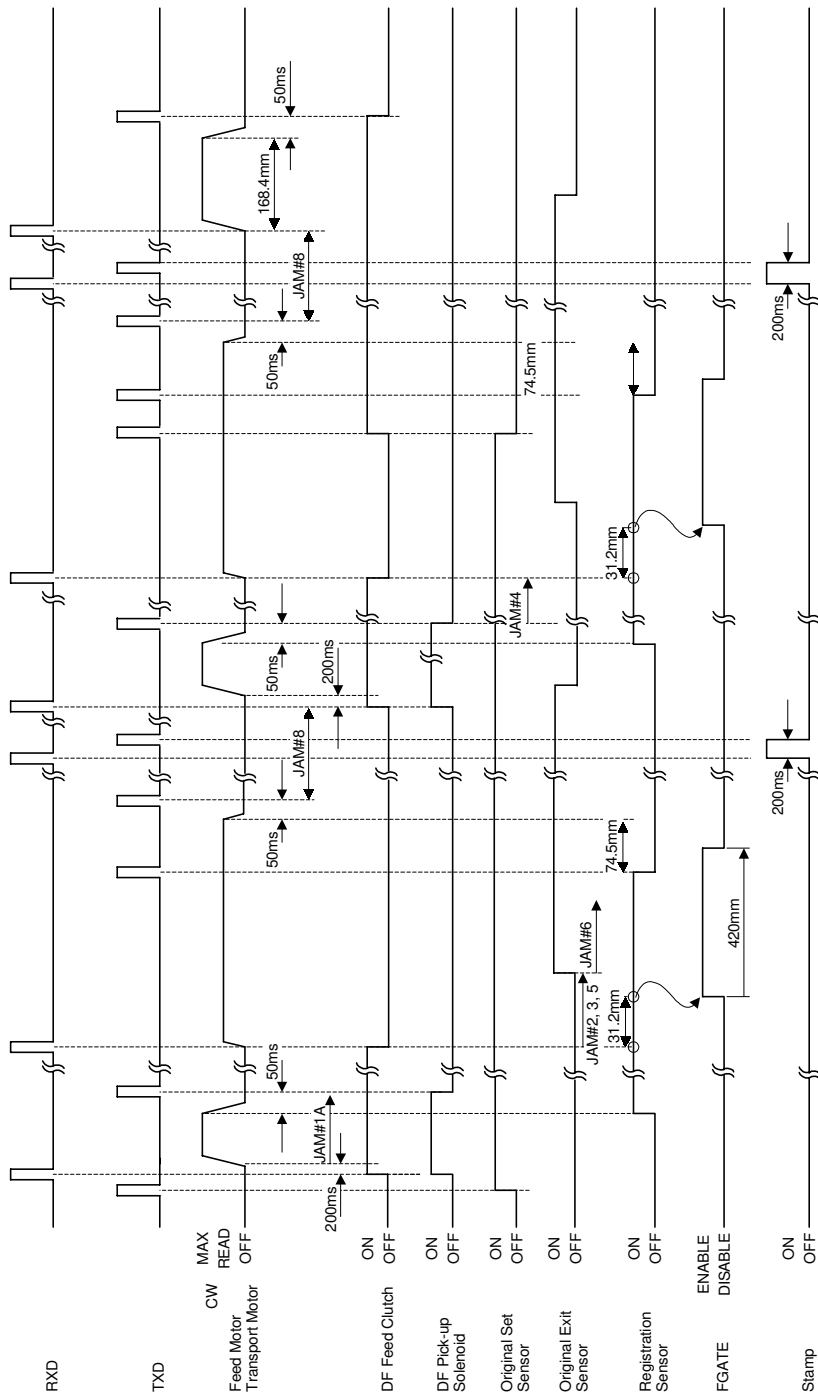 RXD
TXD
Feed Motor
Transport Motor
CW
MAX
READ
OFF
DF Feed Clutch
ON
OFF
DF Pick-up
Solenoid
ON
OFF
Original Set
Sensor
ON
OFF
Original Exit
Sensor
ON
OFF
Registration
Sensor
ON
OFF
FGATE
ENABLE
DISABLE
Stamp
ON
OFF
200ms
JAM#1 A
50ms
JAM#2, 3, 5
31.2mm
JAM#6
420mm
74.5mm
50ms
JAM#8
200ms
200ms
50ms
JAM#4
31.2mm
74.5mm
50ms
JAM#8
200ms
168.4mm
50ms